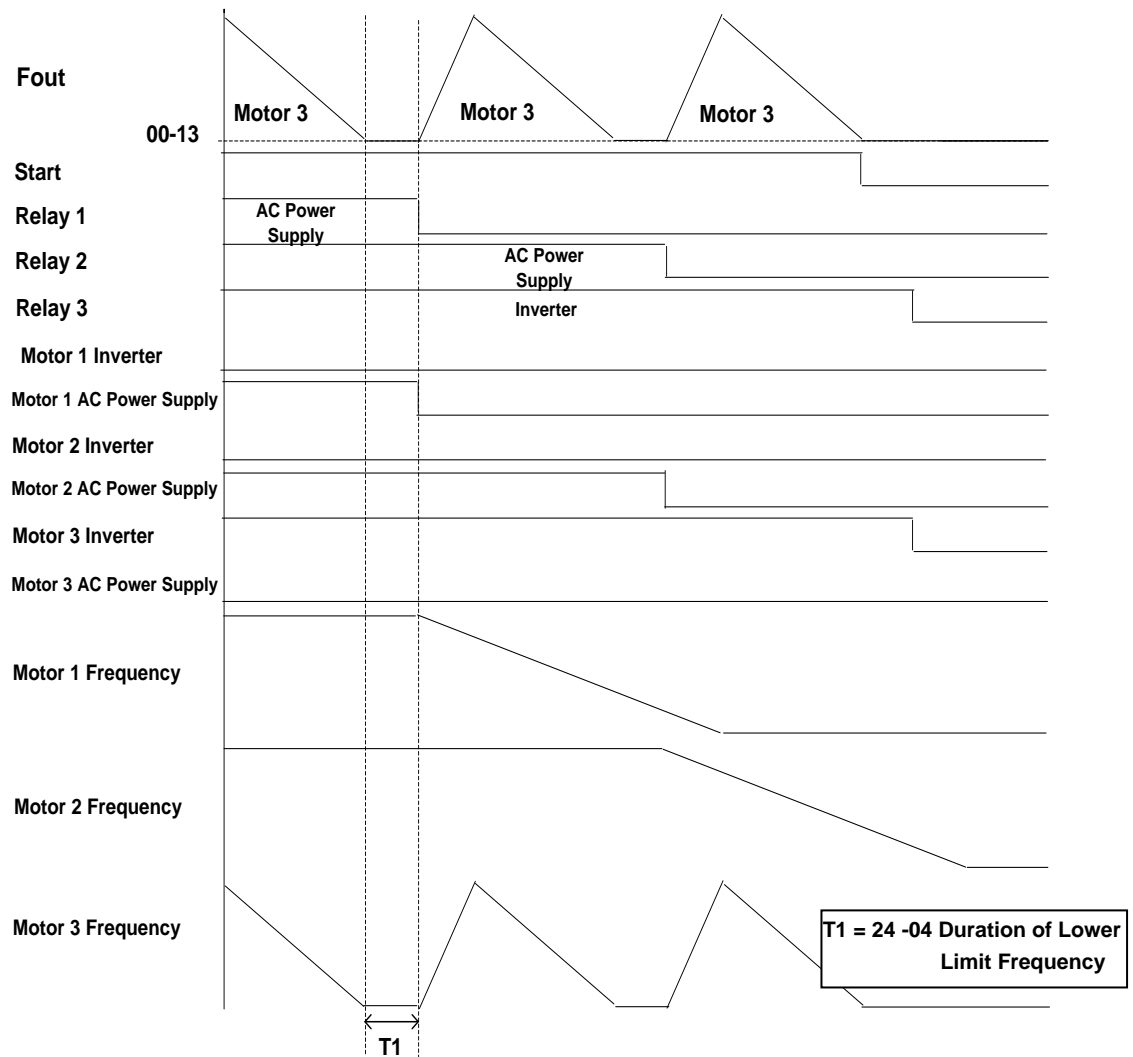 Fout
Motor 3
Motor 3
Motor 3
00-13
Start
Relay 1
AC Power
Supply
Relay 2
AC Power
Supply
Relay 3
Inverter
Motor 1 Inverter
Motor 1 AC Power Supply
Motor 2 Inverter
Motor 2 AC Power Supply
Motor 3 Inverter
Motor 3 AC Power Supply
Motor 1 Frequency
Motor 2 Frequency
Motor 3 Frequency
T1 = 24 -04 Duration of Lower
Limit Frequency
T1